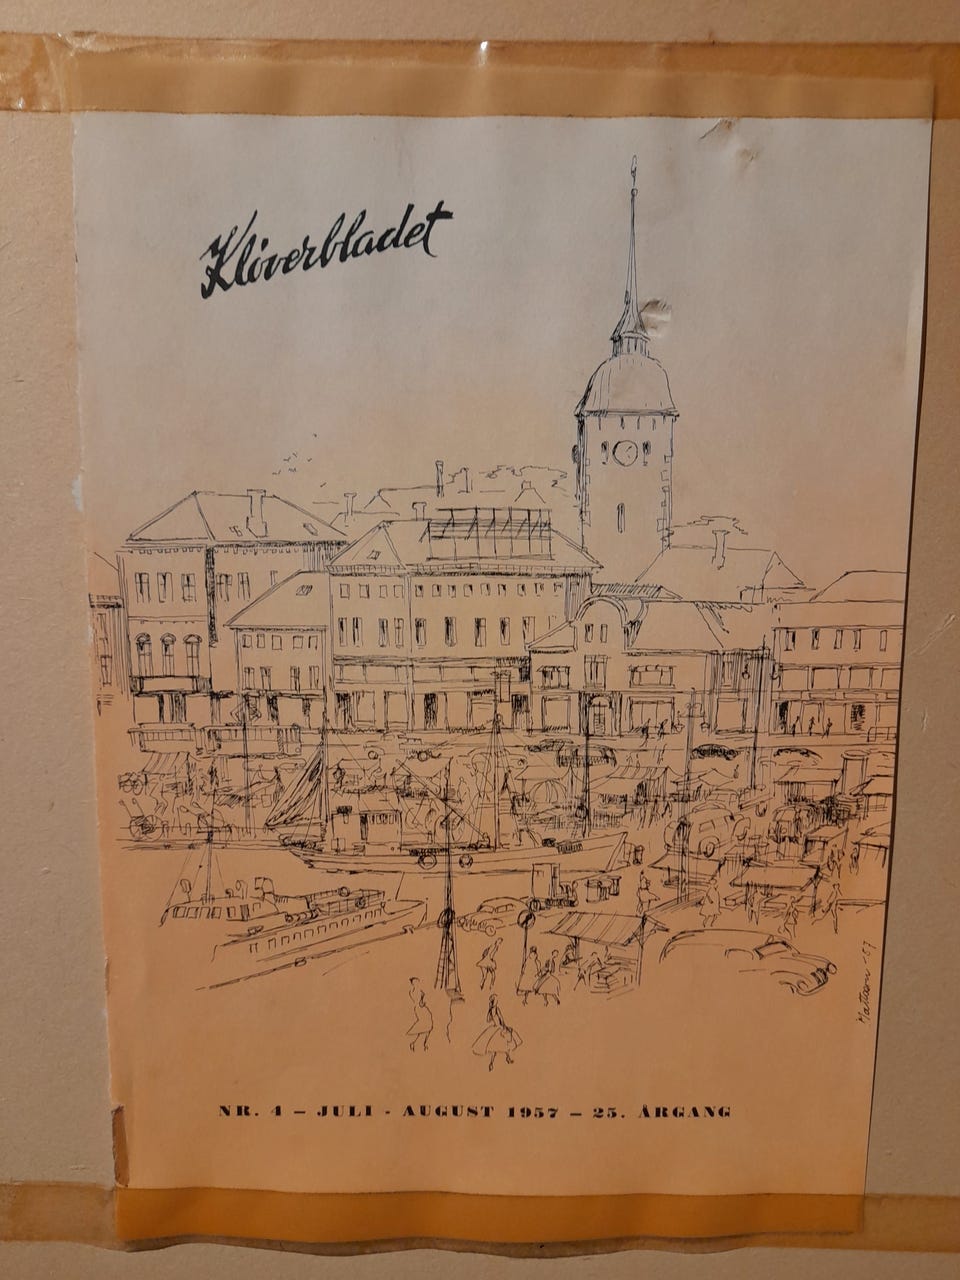 Kløverbladet
NR. 4 – JULI - AUGUST 1957 – 25. ÅRGANG